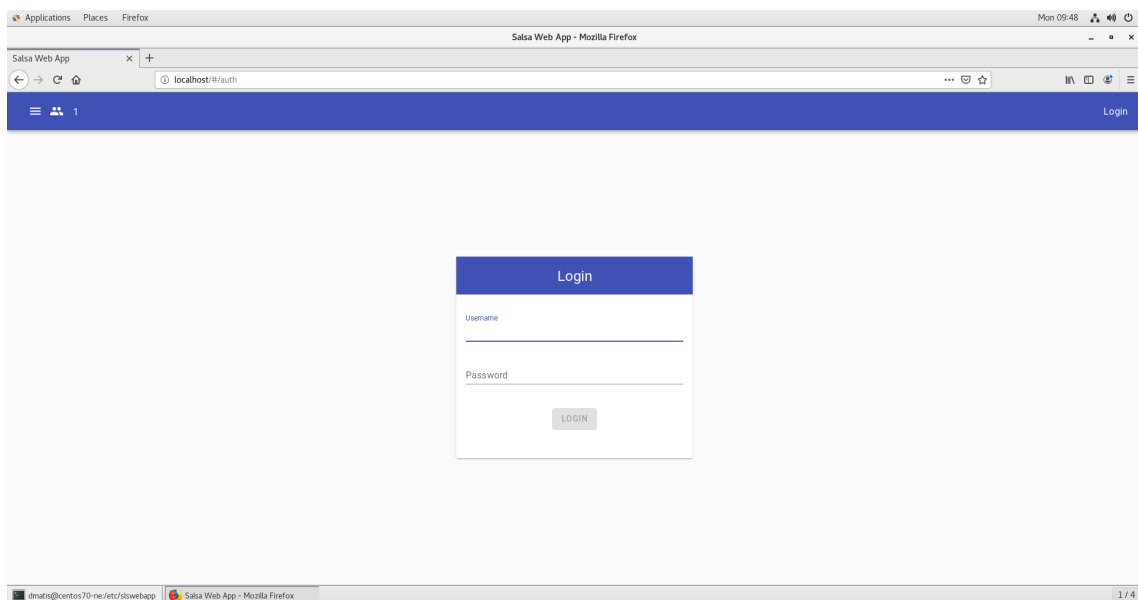 Applications Places Firefox Mon 09:48
Salsa Web App - Mozilla Firefox
Salsa Web App
localhost/#/auth
1 Login
Login
Username
Password
LOGIN
dmatis@centos70-ne:/etc/slswebapp Salsa Web App - Mozilla Firefox 1 / 4